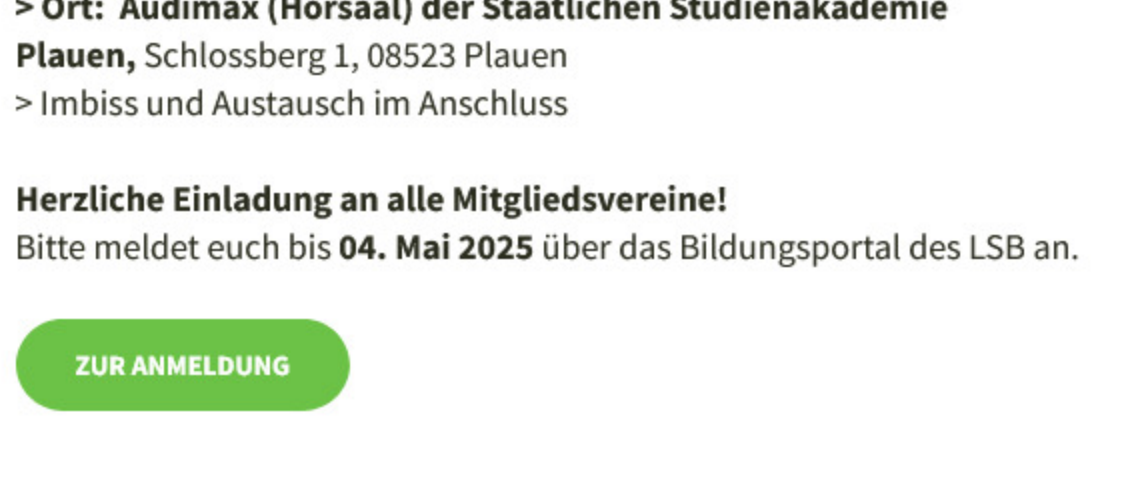 > Ort: Audimax (Hörsaal) der Staatlichen Studienakademie
Plauen, Schlossberg 1, 08523 Plauen
> Imbiss und Austausch im Anschluss
Herzliche Einladung an alle Mitgliedsvereine!
Bitte meldet euch bis 04. Mai 2025 über das Bildungsportal des LSB an.
ZUR ANMELDUNG